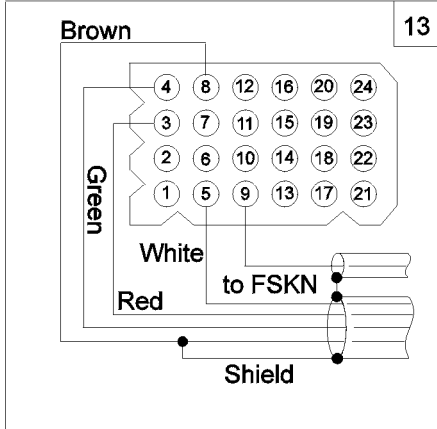 13
Brown
4 8 12 16 20 24
3 7 11 15 19 23
2 6 10 14 18 22
1 5 9 13 17 21
Green
White
to FSKN
Red
Shield